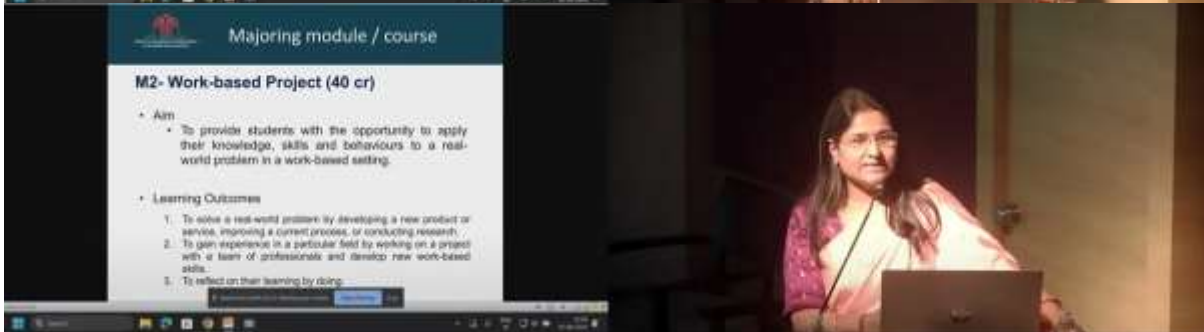 Majoring module / course
M2- Work-based Project (40 cr)
• Aim
• To provide students with the opportunity to apply
their knowledge, skills and behaviours to a real-
world problem in a work-based setting.
• Learning Outcomes
1. To solve a real-world problem by developing a new product or
service, improving a current process, or conducting research.
2. To gain experience in a particular field by working on a project
with a team of professionals and develop new work-based
skills.
3. To reflect on their learning by doing.